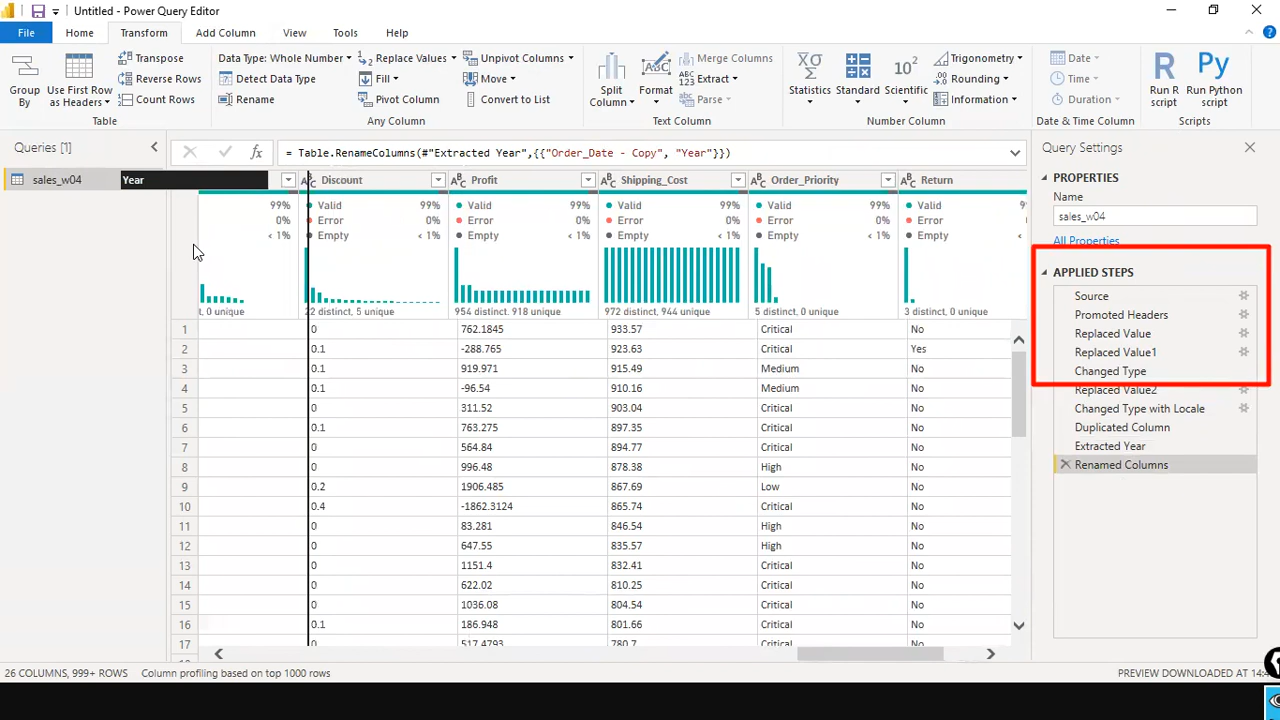 Untitled - Power Query Editor
File Home Transform Add Column View Tools Help
Group By
Use First Row as Headers
Transpose
Reverse Rows
Count Rows
Table
Data Type: Whole Number
Detect Data Type
Rename
Replace Values
Fill
Pivot Column
Unpivot Columns
Move
Convert to List
Any Column
Split Column
Format
Merge Columns
Extract
Parse
Text Column
Statistics
Standard
Scientific
Trigonometry
Rounding
Information
Number Column
Date
Time
Duration
Date & Time Column
Run R script
Run Python script
Scripts
Queries [1]
sales_w04
= Table.RenameColumns(#"Extracted Year",{{"Order_Date - Copy", "Year"}})
Year
Discount Profit Shipping_Cost Order_Priority Return
99% Valid 99% Valid 99% Valid 99% Valid 99% Valid
0% Error 0% Error 0% Error 0% Error 0% Error
< 1% Empty < 1% Empty < 1% Empty < 1% Empty < 1% Empty
t, 0 unique 22 distinct, 5 unique 954 distinct, 918 unique 972 distinct, 944 unique 5 distinct, 0 unique 3 distinct, 0 unique
1 0 762.1845 933.57 Critical No
2 0.1 -288.765 923.63 Critical Yes
3 0.1 919.971 915.49 Medium No
4 0.1 -96.54 910.16 Medium No
5 0 311.52 903.04 Critical No
6 0.1 763.275 897.35 Critical No
7 0 564.84 894.77 Critical No
8 0 996.48 878.38 High No
9 0.2 1906.485 867.69 Low No
10 0.4 -1862.3124 865.74 Critical No
11 0 83.281 846.54 High No
12 0 647.55 835.57 High No
13 0 1151.4 832.41 Critical No
14 0 622.02 810.25 Critical No
15 0 1036.08 804.54 Critical No
16 0.1 186.948 801.66 Critical No
17 0 517.4793 780.7 Critical No
Query Settings
PROPERTIES
Name
sales_w04
All Properties
APPLIED STEPS
Source
Promoted Headers
Replaced Value
Replaced Value1
Changed Type
Replaced Value2
Changed Type with Locale
Duplicated Column
Extracted Year
Renamed Columns
26 COLUMNS, 999+ ROWS Column profiling based on top 1000 rows
PREVIEW DOWNLOADED AT 14:4